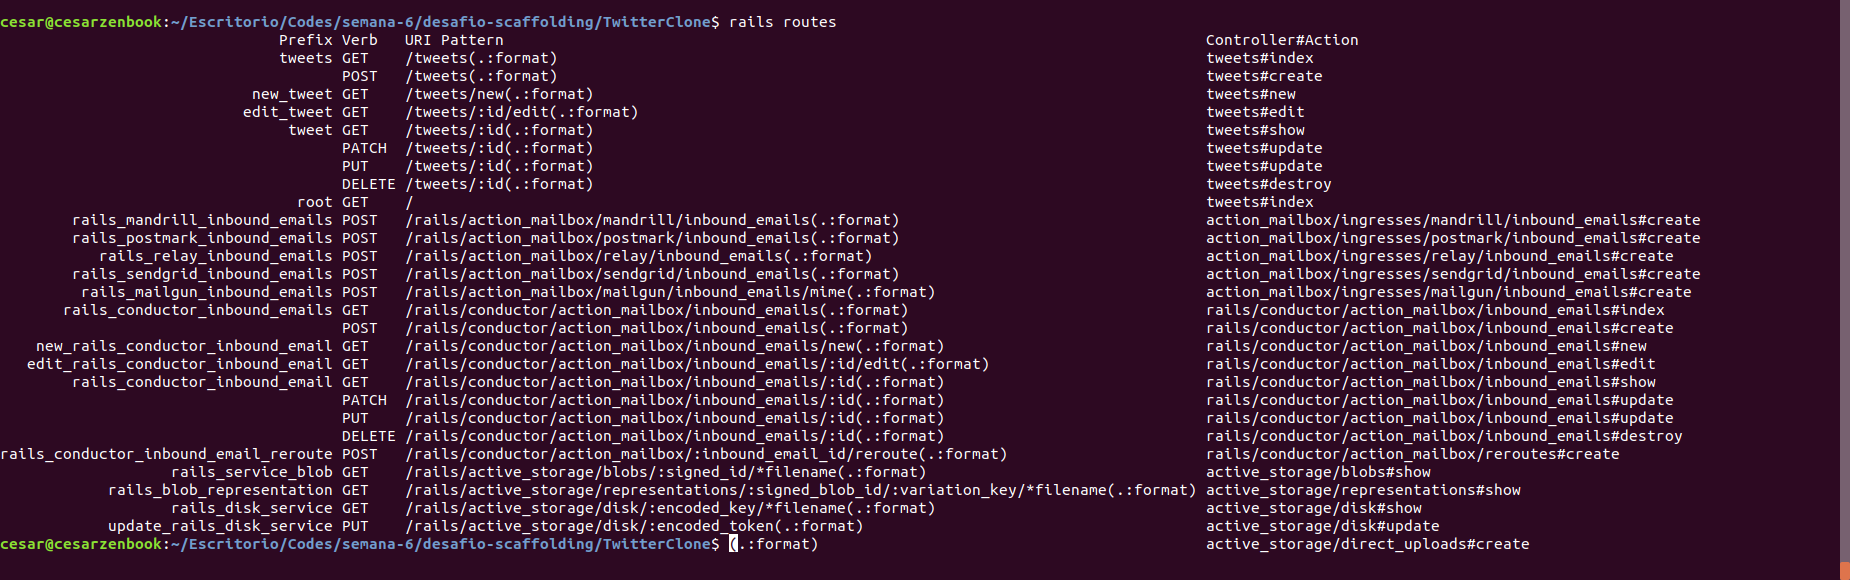 cesar@cesarzenbook:~/Escritorio/Codes/semana-6/desafio-scaffolding/TwitterClone$ rails routes
Prefix Verb URI Pattern Controller#Action
tweets GET /tweets(.:format) tweets#index
POST /tweets(.:format) tweets#create
new_tweet GET /tweets/new(.:format) tweets#new
edit_tweet GET /tweets/:id/edit(.:format) tweets#edit
tweet GET /tweets/:id(.:format) tweets#show
PATCH /tweets/:id(.:format) tweets#update
PUT /tweets/:id(.:format) tweets#update
DELETE /tweets/:id(.:format) tweets#destroy
root GET / tweets#index
rails_mandrill_inbound_emails POST /rails/action_mailbox/mandrill/inbound_emails(.:format) action_mailbox/ingresses/mandrill/inbound_emails#create
rails_postmark_inbound_emails POST /rails/action_mailbox/postmark/inbound_emails(.:format) action_mailbox/ingresses/postmark/inbound_emails#create
rails_relay_inbound_emails POST /rails/action_mailbox/relay/inbound_emails(.:format) action_mailbox/ingresses/relay/inbound_emails#create
rails_sendgrid_inbound_emails POST /rails/action_mailbox/sendgrid/inbound_emails(.:format) action_mailbox/ingresses/sendgrid/inbound_emails#create
rails_mailgun_inbound_emails POST /rails/action_mailbox/mailgun/inbound_emails/mime(.:format) action_mailbox/ingresses/mailgun/inbound_emails#create
rails_conductor_inbound_emails GET /rails/conductor/action_mailbox/inbound_emails(.:format) rails/conductor/action_mailbox/inbound_emails#index
POST /rails/conductor/action_mailbox/inbound_emails(.:format) rails/conductor/action_mailbox/inbound_emails#create
new_rails_conductor_inbound_email GET /rails/conductor/action_mailbox/inbound_emails/new(.:format) rails/conductor/action_mailbox/inbound_emails#new
edit_rails_conductor_inbound_email GET /rails/conductor/action_mailbox/inbound_emails/:id/edit(.:format) rails/conductor/action_mailbox/inbound_emails#edit
rails_conductor_inbound_email GET /rails/conductor/action_mailbox/inbound_emails/:id(.:format) rails/conductor/action_mailbox/inbound_emails#show
PATCH /rails/conductor/action_mailbox/inbound_emails/:id(.:format) rails/conductor/action_mailbox/inbound_emails#update
PUT /rails/conductor/action_mailbox/inbound_emails/:id(.:format) rails/conductor/action_mailbox/inbound_emails#update
DELETE /rails/conductor/action_mailbox/inbound_emails/:id(.:format) rails/conductor/action_mailbox/inbound_emails#destroy
rails_conductor_inbound_email_reroute POST /rails/conductor/action_mailbox/:inbound_email_id/reroute(.:format) rails/conductor/action_mailbox/reroutes#create
rails_service_blob GET /rails/active_storage/blobs/:signed_id/*filename(.:format) active_storage/blobs#show
rails_blob_representation GET /rails/active_storage/representations/:signed_blob_id/:variation_key/*filename(.:format) active_storage/representations#show
rails_disk_service GET /rails/active_storage/disk/:encoded_key/*filename(.:format) active_storage/disk#show
update_rails_disk_service PUT /rails/active_storage/disk/:encoded_token(.:format) active_storage/disk#update
cesar@cesarzenbook:~/Escritorio/Codes/semana-6/desafio-scaffolding/TwitterClone$ (.:format) active_storage/direct_uploads#create